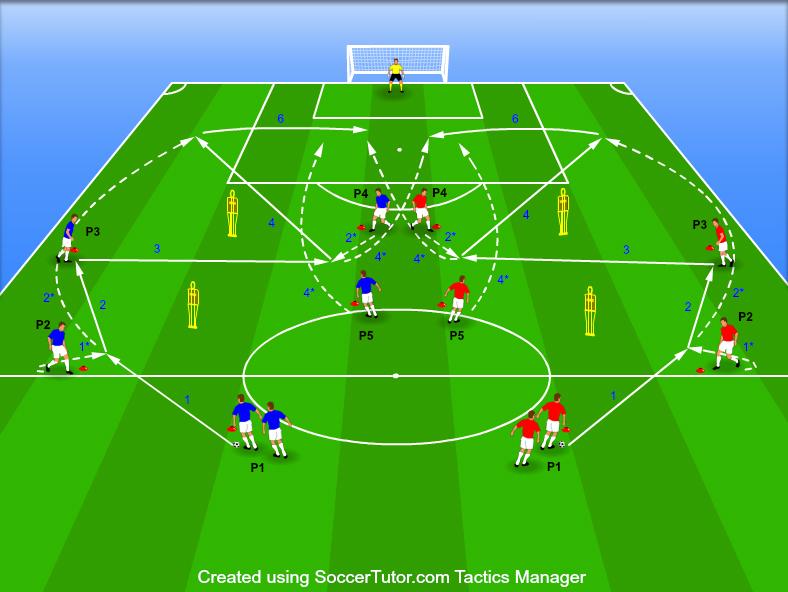 6 6
P4 P4
4 4
P3 P3
2* 2*
3 3
4* 4*
4* 4*
2* 2*
2 2
P2 P2
P5 P5
1* 1*
1 1
P1 P1
Created using SoccerTutor.com Tactics Manager